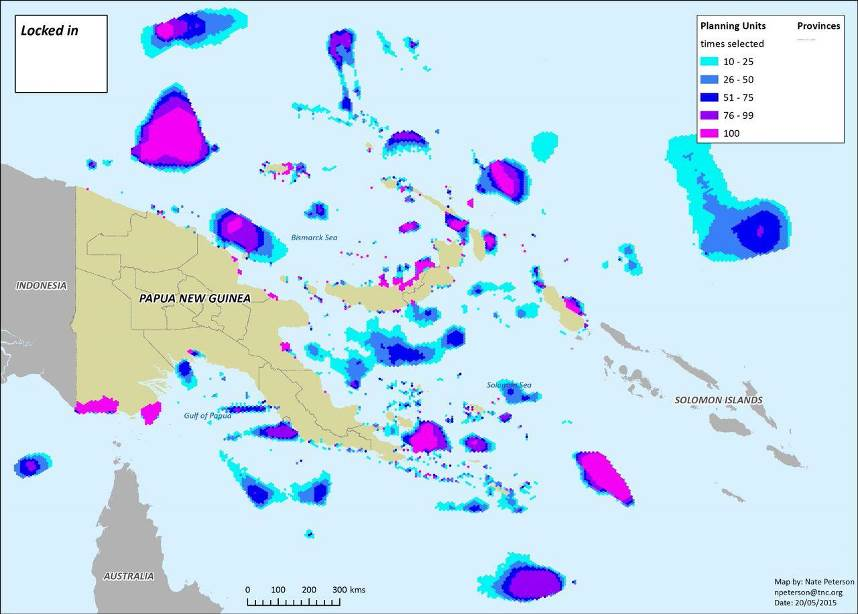 Locked in
Planning Units
Provinces
times selected
10 - 25
26 - 50
51 - 75
76 - 99
100
Bismarck Sea
INDONESIA
PAPUA NEW GUINEA
Solomon Sea
SOLOMON ISLANDS
Gulf of Papua
AUSTRALIA
0 100 200 300 kms
Map by: Nate Peterson
npeterson@tnc.org
Date: 20/05/2015